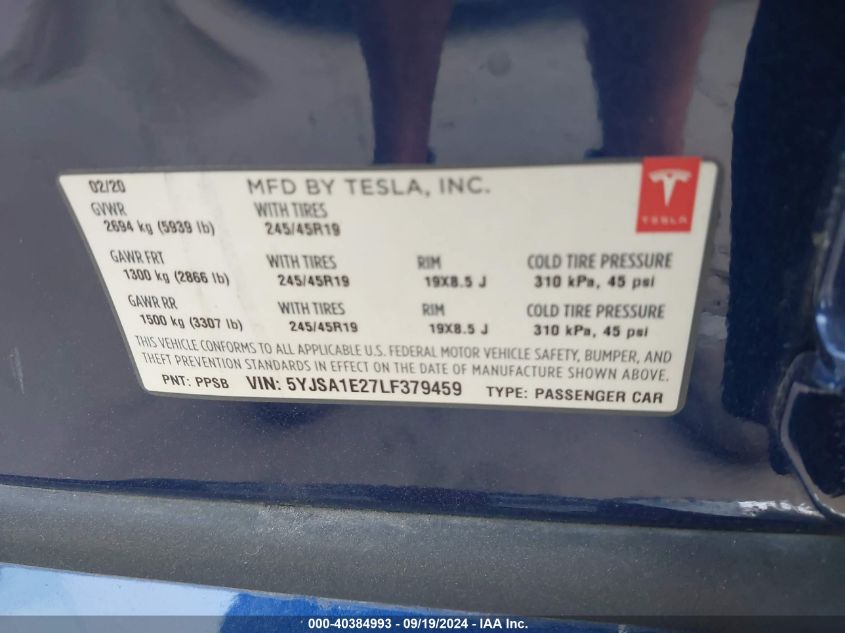 02/20 MFD BY TESLA, INC.
TESLA
GVWR WITH TIRES
2694 kg (5939 lb) 245/45R19
GAWR FRT WITH TIRES RIM COLD TIRE PRESSURE
1300 kg (2866 lb) 245/45R19 19X8.5 J 310 kPa, 45 psi
GAWR RR WITH TIRES RIM COLD TIRE PRESSURE
1500 kg (3307 lb) 245/45R19 19X8.5 J 310 kPa, 45 psi
THIS VEHICLE CONFORMS TO ALL APPLICABLE U.S. FEDERAL MOTOR VEHICLE SAFETY, BUMPER, AND
THEFT PREVENTION STANDARDS IN EFFECT ON THE DATE OF MANUFACTURE SHOWN ABOVE.
PNT: PPSB VIN: 5YJSA1E27LF379459 TYPE: PASSENGER CAR
000-40384993 - 09/19/2024 - IAA Inc.